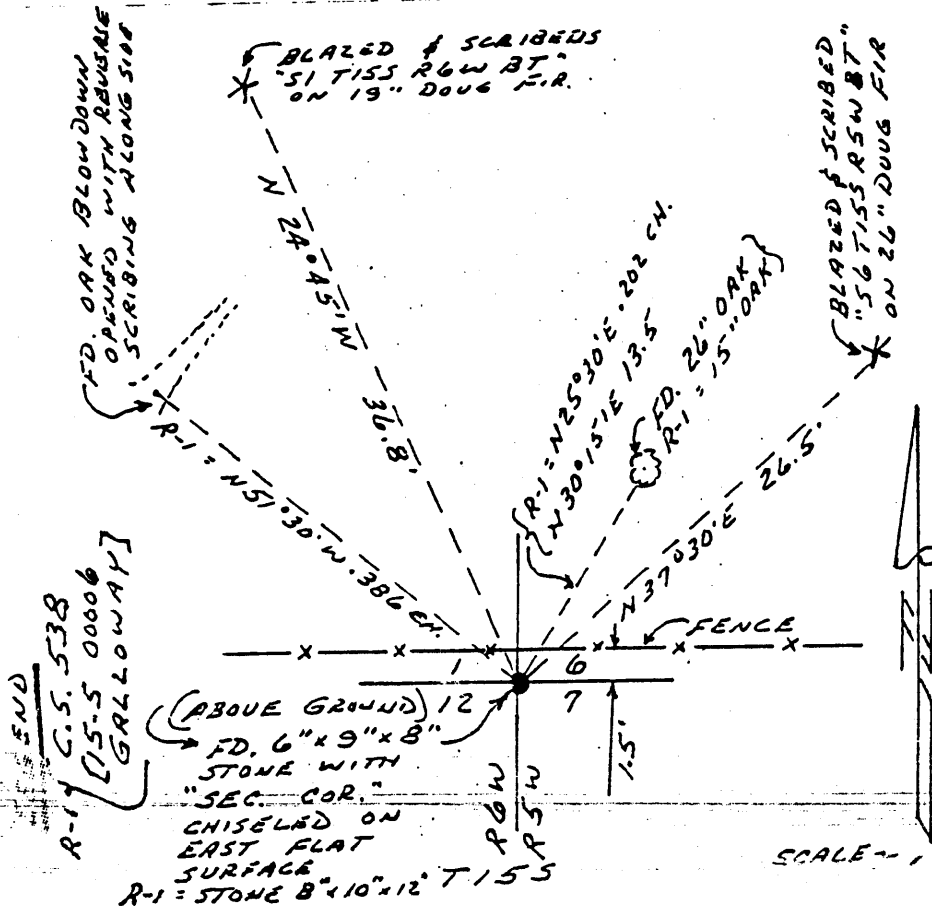 BLAZED & SCRIBED
"S1 T15S R6W BT"
ON 19" DOUG FIR.
FD. OAK BLOWDOWN
OPENED WITH REVERSE
SCRIBING ALONG SIDE
BLAZED & SCRIBED
"S6 T15S R5W BT"
ON 26" DOUG FIR
N 24°45'W
36.8'
R-1 = N51°30'W .386 CH.
R-1 = N25°30'E .202 CH.
N 30°15'E 13.5
FD. 26" OAK
R-1 = 15" OAK
N 37°30'E 26.5'
FENCE
1 6
12 7
1.5'
(ABOVE GROUND)
FD. 6" x 9" x 8"
STONE WITH
"SEC. COR."
CHISELED ON
EAST FLAT
SURFACE
R-1 = STONE 8" x 10" x 12"
R6W
R5W
T15S
END
R-1 C.S. 538
[15-5 00006
GALLOWAY]
SCALE